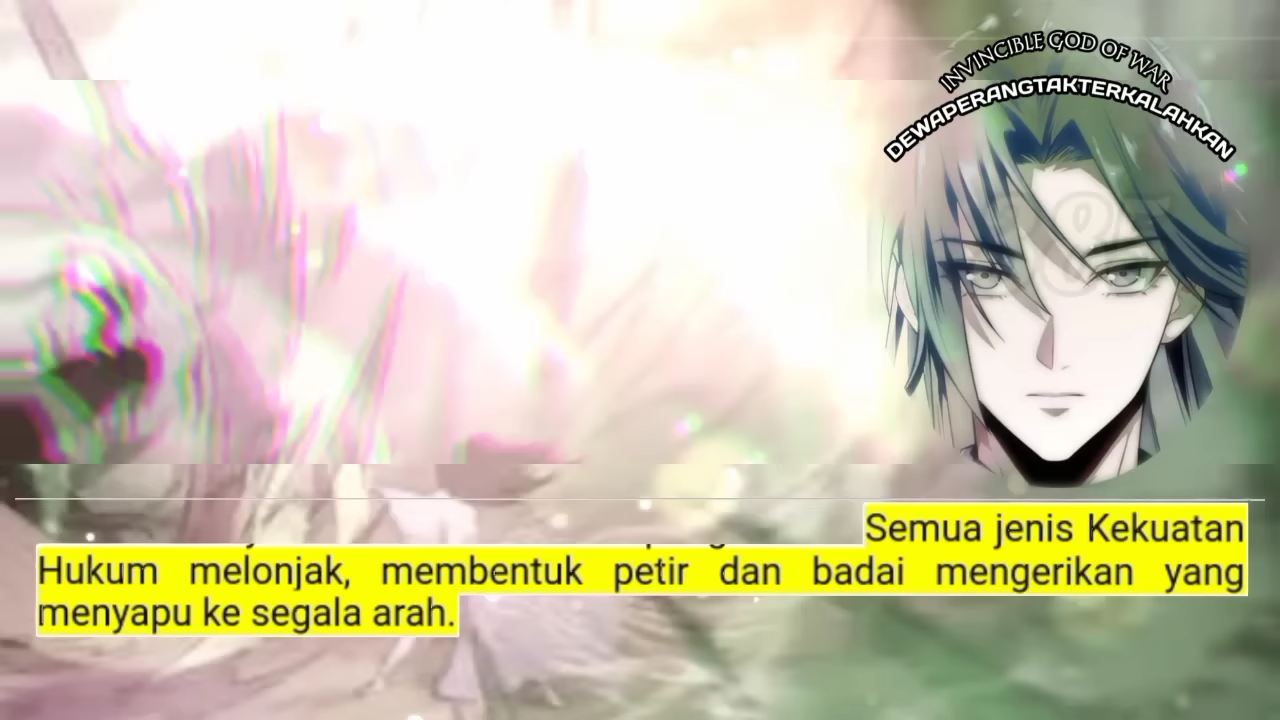 INVINCIBLE GOD OF WAR
DEWAPERANGTAKTERKALAHKAN
Semua jenis Kekuatan
Hukum melonjak, membentuk petir dan badai mengerikan yang
menyapu ke segala arah.